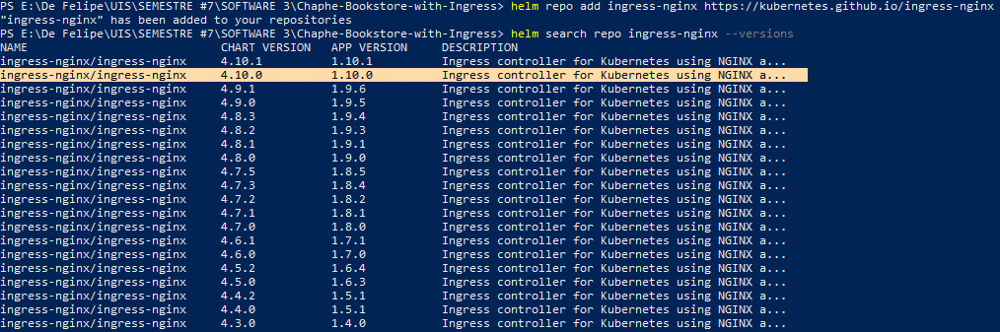 PS E:\De Felipe\UIS\SEMESTRE #7\SOFTWARE 3\Chaphe-Bookstore-with-Ingress> helm repo add ingress-nginx https://kubernetes.github.io/ingress-nginx
"ingress-nginx" has been added to your repositories
PS E:\De Felipe\UIS\SEMESTRE #7\SOFTWARE 3\Chaphe-Bookstore-with-Ingress> helm search repo ingress-nginx --versions
NAME CHART VERSION APP VERSION DESCRIPTION
ingress-nginx/ingress-nginx 4.10.1 1.10.1 Ingress controller for Kubernetes using NGINX a...
ingress-nginx/ingress-nginx 4.10.0 1.10.0 Ingress controller for Kubernetes using NGINX a...
ingress-nginx/ingress-nginx 4.9.1 1.9.6 Ingress controller for Kubernetes using NGINX a...
ingress-nginx/ingress-nginx 4.9.0 1.9.5 Ingress controller for Kubernetes using NGINX a...
ingress-nginx/ingress-nginx 4.8.3 1.9.4 Ingress controller for Kubernetes using NGINX a...
ingress-nginx/ingress-nginx 4.8.2 1.9.3 Ingress controller for Kubernetes using NGINX a...
ingress-nginx/ingress-nginx 4.8.1 1.9.1 Ingress controller for Kubernetes using NGINX a...
ingress-nginx/ingress-nginx 4.8.0 1.9.0 Ingress controller for Kubernetes using NGINX a...
ingress-nginx/ingress-nginx 4.7.5 1.8.5 Ingress controller for Kubernetes using NGINX a...
ingress-nginx/ingress-nginx 4.7.3 1.8.4 Ingress controller for Kubernetes using NGINX a...
ingress-nginx/ingress-nginx 4.7.2 1.8.2 Ingress controller for Kubernetes using NGINX a...
ingress-nginx/ingress-nginx 4.7.1 1.8.1 Ingress controller for Kubernetes using NGINX a...
ingress-nginx/ingress-nginx 4.7.0 1.8.0 Ingress controller for Kubernetes using NGINX a...
ingress-nginx/ingress-nginx 4.6.1 1.7.1 Ingress controller for Kubernetes using NGINX a...
ingress-nginx/ingress-nginx 4.6.0 1.7.0 Ingress controller for Kubernetes using NGINX a...
ingress-nginx/ingress-nginx 4.5.2 1.6.4 Ingress controller for Kubernetes using NGINX a...
ingress-nginx/ingress-nginx 4.5.0 1.6.3 Ingress controller for Kubernetes using NGINX a...
ingress-nginx/ingress-nginx 4.4.2 1.5.1 Ingress controller for Kubernetes using NGINX a...
ingress-nginx/ingress-nginx 4.4.0 1.5.1 Ingress controller for Kubernetes using NGINX a...
ingress-nginx/ingress-nginx 4.3.0 1.4.0 Ingress controller for Kubernetes using NGINX a...